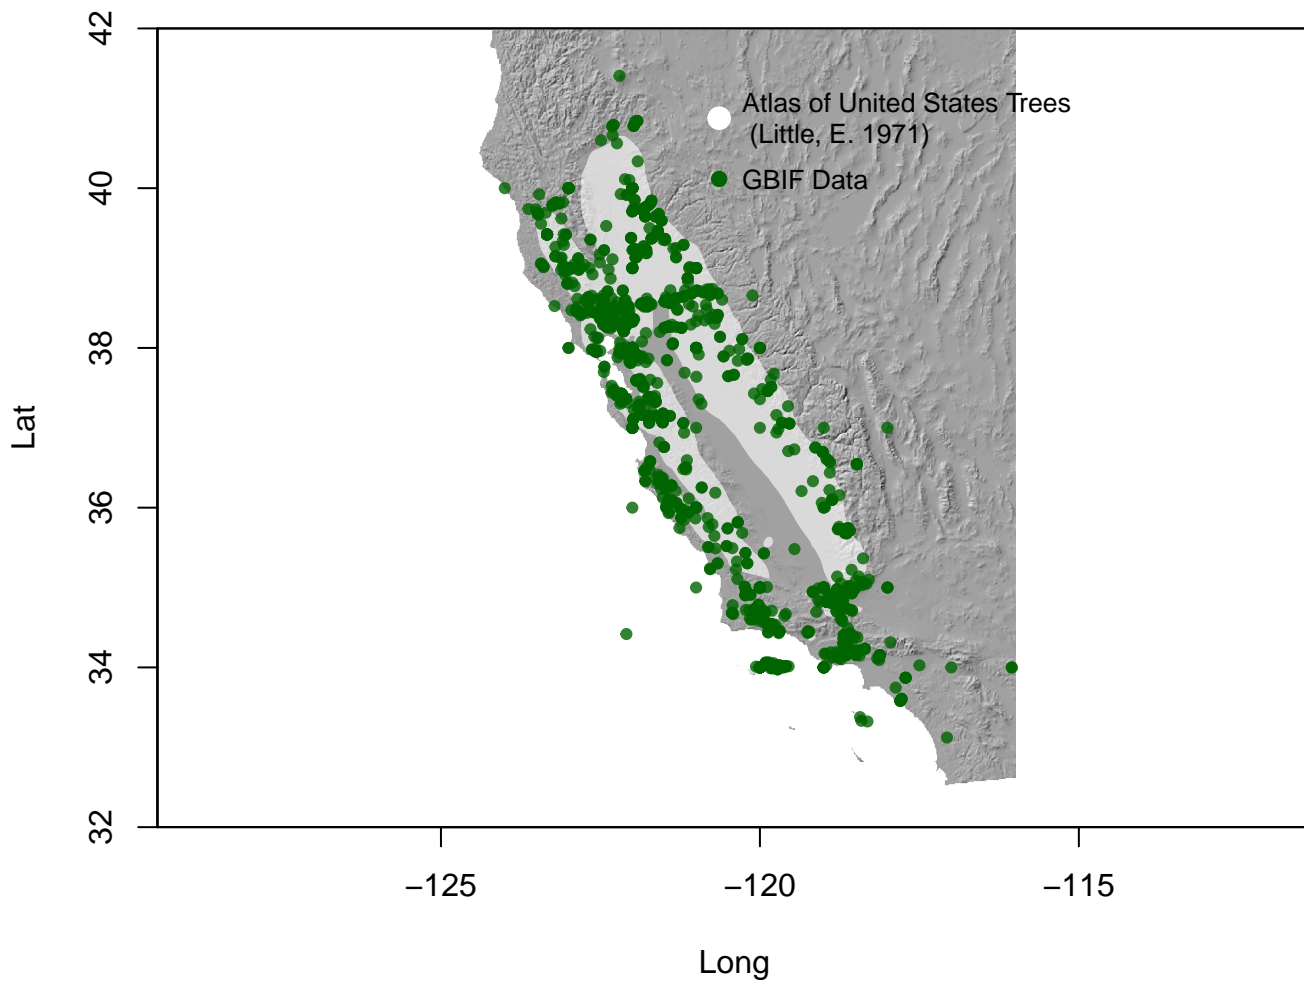 42
40
38
36
34
32
Lat
Atlas of United States Trees
(Little, E. 1971)
GBIF Data
−125
−120
−115
Long